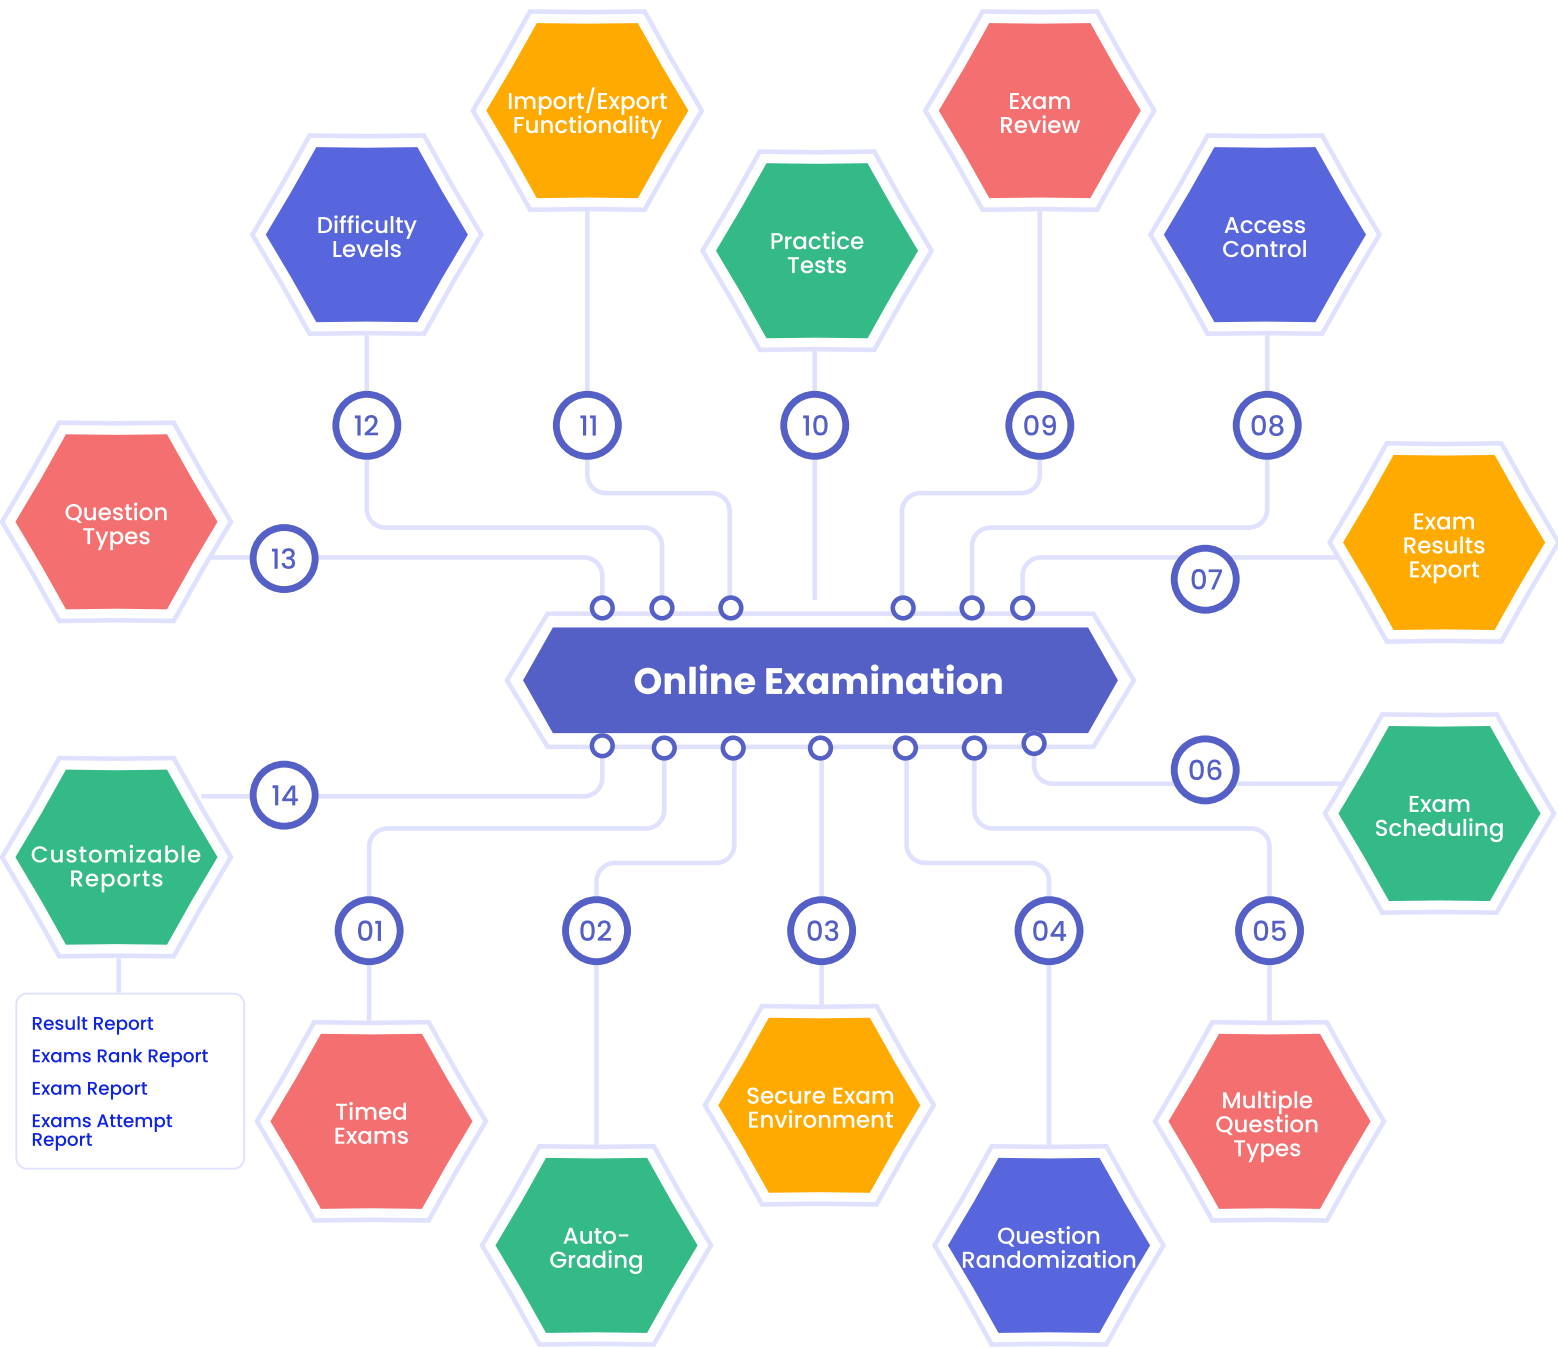 Import/Export
Functionality
Exam
Review
Difficulty
Levels
Practice
Tests
Access
Control
12
11
10
09
08
Question
Types
13
Exam
Results
Export
07
Online Examination
06
Exam
Scheduling
14
Customizable
Reports
01
02
03
04
05
Result Report
Exams Rank Report
Exam Report
Exams Attempt
Report
Timed
Exams
Secure Exam
Environment
Multiple
Question
Types
Auto-
Grading
Question
Randomization